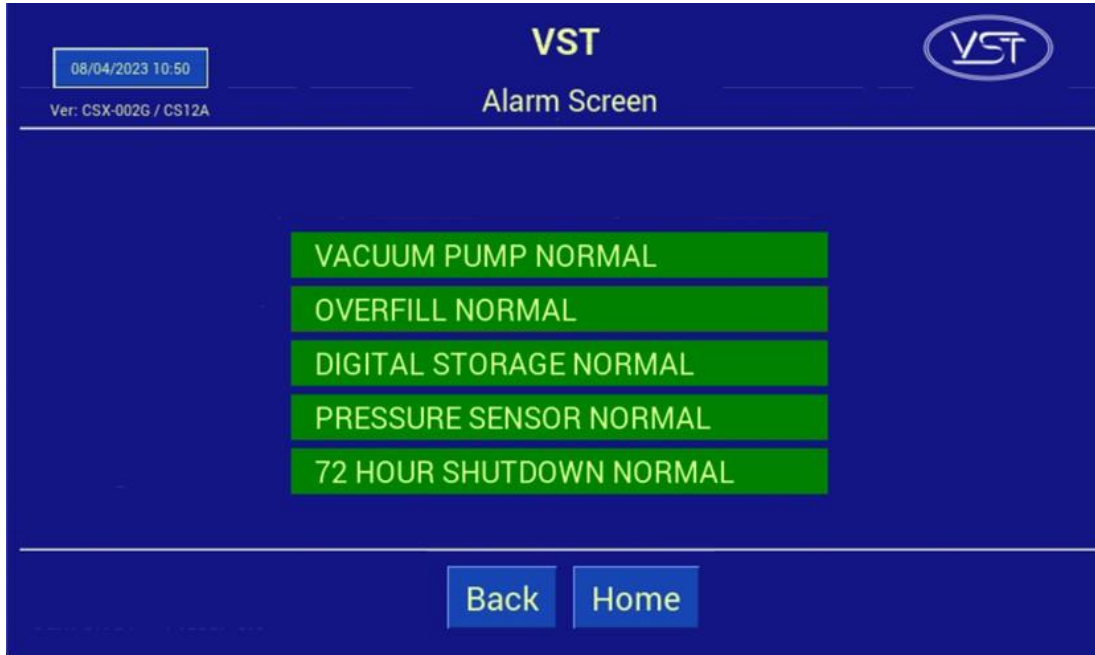 VST
08/04/2023 10:50
VST
Ver: CSX-002G / CS12A
Alarm Screen
VACUUM PUMP NORMAL
OVERFILL NORMAL
DIGITAL STORAGE NORMAL
PRESSURE SENSOR NORMAL
72 HOUR SHUTDOWN NORMAL
Back
Home